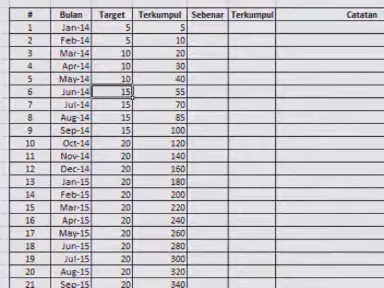 # Bulan Target Terkumpul Sebenar Terkumpul Catatan
1 Jan-14 5 5
2 Feb-14 5 10
3 Mar-14 10 20
4 Apr-14 10 30
5 May-14 10 40
6 Jun-14 15 55
7 Jul-14 15 70
8 Aug-14 15 85
9 Sep-14 15 100
10 Oct-14 20 120
11 Nov-14 20 140
12 Dec-14 20 160
13 Jan-15 20 180
14 Feb-15 20 200
15 Mar-15 20 220
16 Apr-15 20 240
17 May-15 20 260
18 Jun-15 20 280
19 Jul-15 20 300
20 Aug-15 20 320
21 Sep-15 20 340